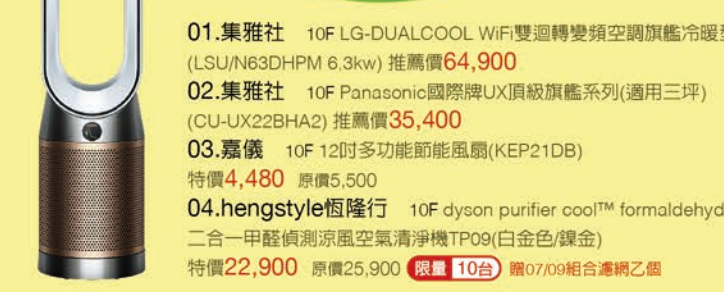 01.集雅社 10F LG-DUALCOOL WiFi雙迴轉變頻空調旗艦冷暖
(LSU/N63DHPM 6,3kw) 推薦價64,900
02.集雅社 10F Panasonic國際牌UX頂級旗艦系列(適用三坪)
(CU-UX22BHA2) 推薦價35,400
03.嘉儀 10F 12吋多功能節能風扇(KEP21DB)
特價4,480 原價5,500
04.hengstyle恆隆行 10F dyson purifier cool™ formaldehyd
二合一甲醛偵測涼風空氣清淨機TP09(白金色/鎳金)
特價22,900 原價25,900 限量 10台 贈07/09組合濾網乙個